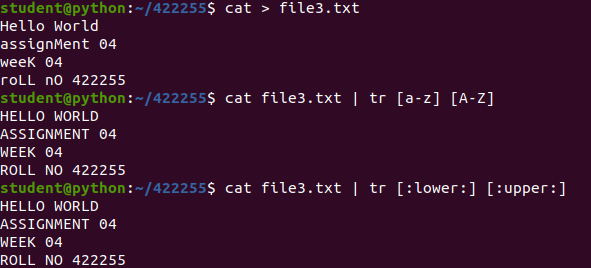 student@python:~/422255$ cat > file3.txt
Hello World
assignMent 04
weeK 04
roLL nO 422255
student@python:~/422255$ cat file3.txt | tr [a-z] [A-Z]
HELLO WORLD
ASSIGNMENT 04
WEEK 04
ROLL NO 422255
student@python:~/422255$ cat file3.txt | tr [:lower:] [:upper:]
HELLO WORLD
ASSIGNMENT 04
WEEK 04
ROLL NO 422255